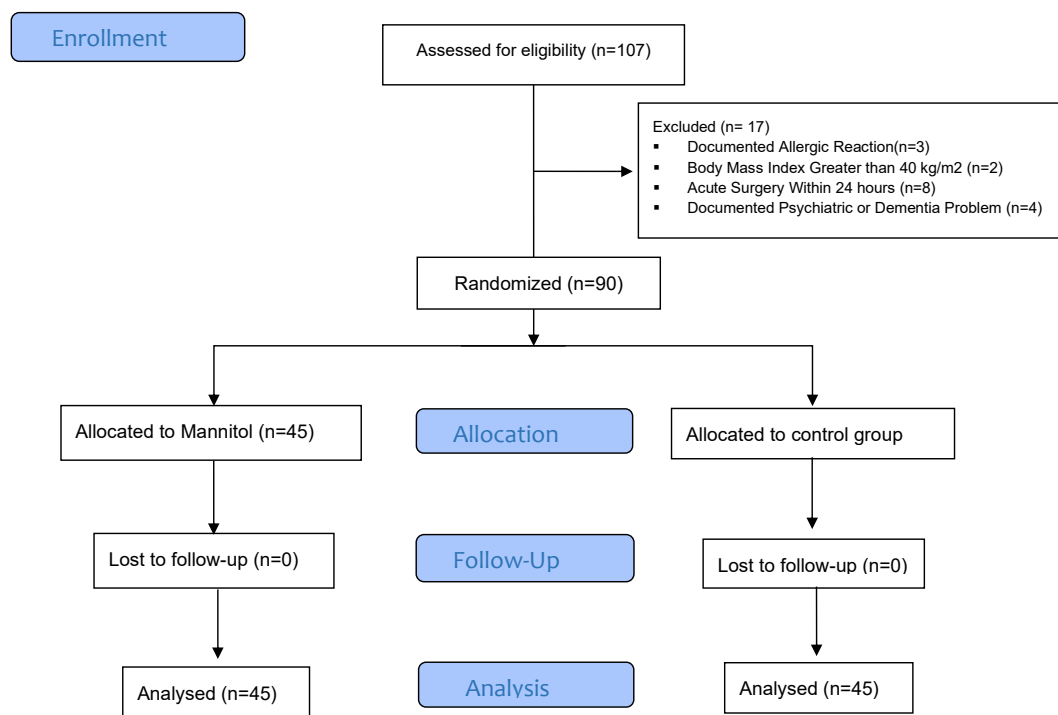 Enrollment
Assessed for eligibility (n=107)
Excluded (n= 17)
▪ Documented Allergic Reaction(n=3)
▪ Body Mass Index Greater than 40 kg/m2 (n=2)
▪ Acute Surgery Within 24 hours (n=8)
▪ Documented Psychiatric or Dementia Problem (n=4)
Randomized (n=90)
Allocated to Mannitol (n=45)
Allocation
Allocated to control group
Lost to follow-up (n=0)
Follow-Up
Lost to follow-up (n=0)
Analysed (n=45)
Analysis
Analysed (n=45)